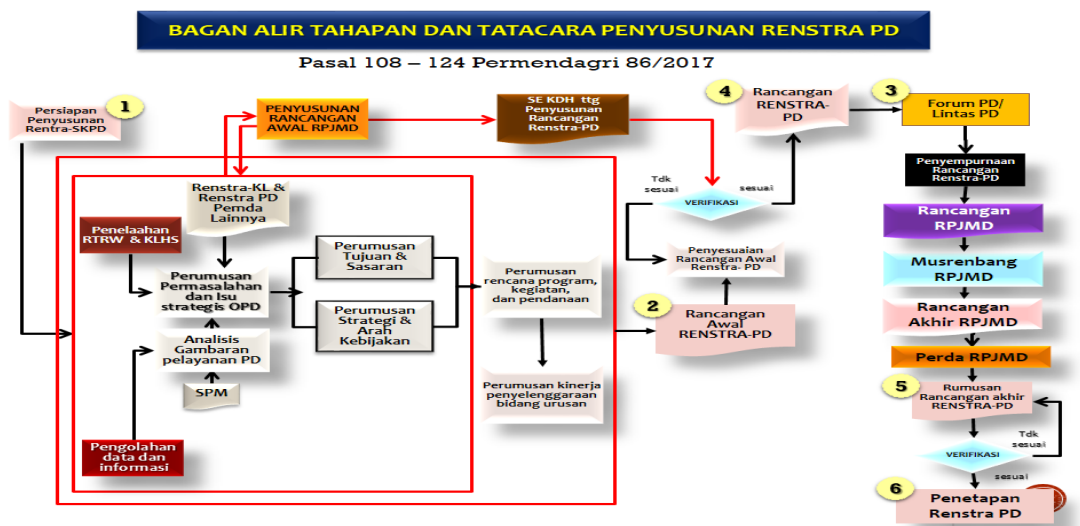 BAGAN ALIR TAHAPAN DAN TATACARA PENYUSUNAN RENSTRA PD
Pasal 108 – 124 Permendagri 86/2017
1
Persiapan
Penyusunan
Rentra-SKPD
PENYUSUNAN
RANCANGAN
AWAL RPJMD
SE KDH ttg
Penyusunan
Rancangan
Renstra-PD
4
Rancangan
RENSTRA-
PD
3
Forum PD/
Lintas PD
Penyempurnaan
Rancangan
Renstra-PD
Renstra-KL &
Renstra PD
Pemda
Lainnya
Penelaahan
RTRW & KLHS
Perumusan
Permasalahan
dan Isu
strategis OPD
Analisis
Gambaran
pelayanan PD
SPM
Pengolahan
data dan
informasi
Perumusan
Tujuan &
Sasaran
Perumusan
Strategi &
Arah
Kebijakan
Perumusan
rencana program,
kegiatan,
dan pendanaan
Perumusan kinerja
penyelenggaraan
bidang urusan
2
Rancangan
Awal
RENSTRA-PD
Penyesuaian
Rancangan Awal
Renstra- PD
Tdk
sesuai
VERIFIKASI
sesuai
Rancangan
RPJMD
Musrenbang
RPJMD
Rancangan
Akhir RPJMD
Perda RPJMD
5
Rumusan
Rancangan akhir
RENSTRA-PD
Tdk
sesuai
VERIFIKASI
sesuai
6
Penetapan
Renstra PD